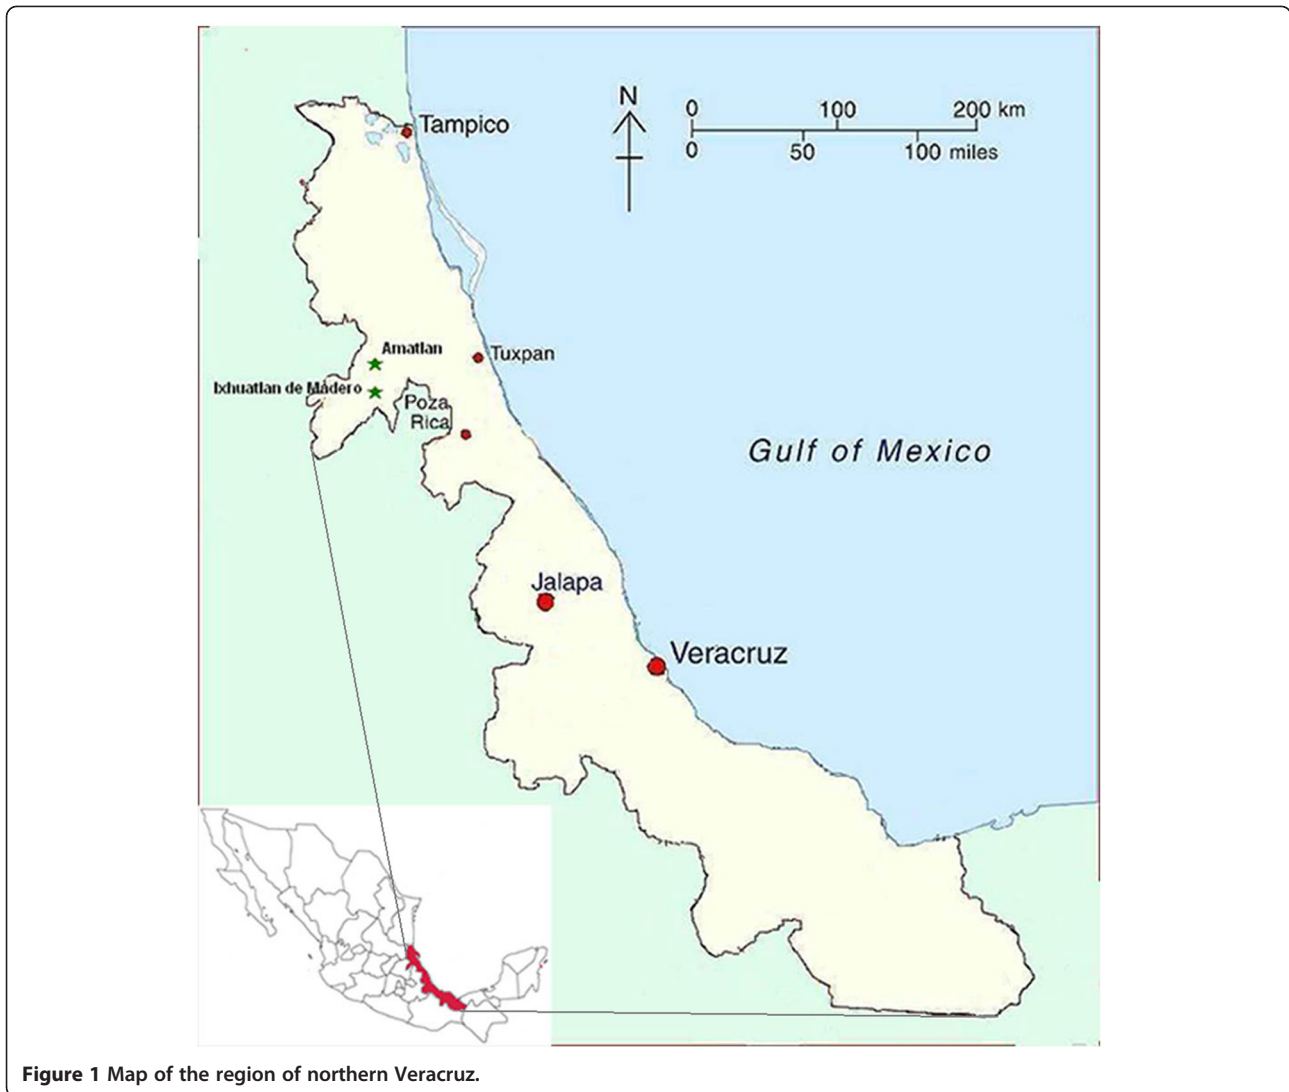 N
0 100 200 km
0 50 100 miles
Tampico
Amatlan
Tuxpan
Ixhuatlan de Madero
Poza
Rica
Gulf of Mexico
Jalapa
Veracruz
Figure 1 Map of the region of northern Veracruz.